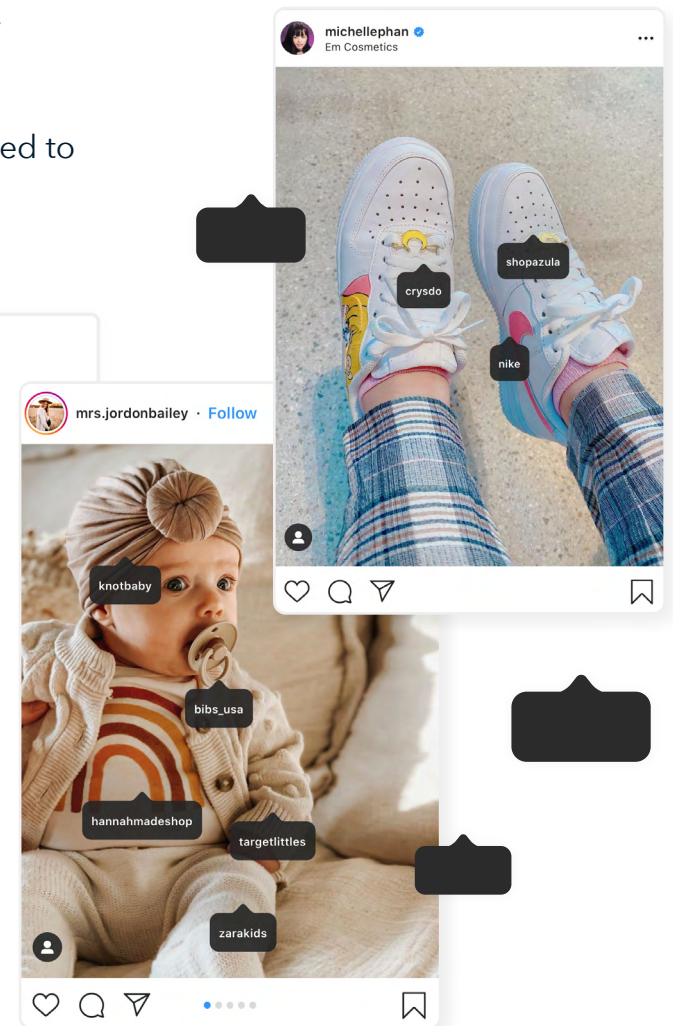 ed to
michellephan
Em Cosmetics
shopazula
crysdo
nike
mrs.jordonbailey · Follow
knotbaby
bibs_usa
hannahmadeshop
targetlittles
zarakids